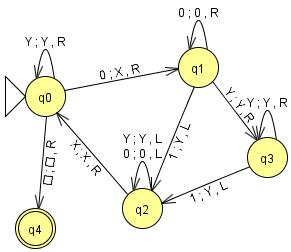 0 ; 0 , R
Y ; Y , R
q1
0 ; X , R
q0
Y ; Y , R
Y ; Y , R
Y ; Y , L
0 ; 0 , L
1 ; Y , L
q3
X ; X , R
□ ; □ , R
1 ; Y , L
q2
q4